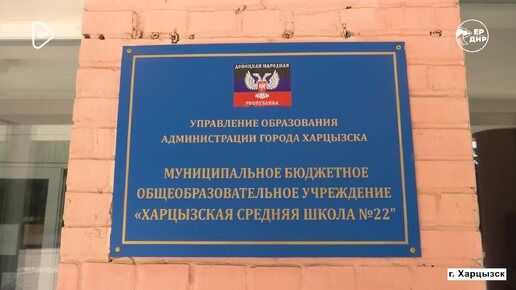 ЕР
ДНР
ДОНЕЦКАЯ НАРОДНАЯ
РЕСПУБЛИКА
УПРАВЛЕНИЕ ОБРАЗОВАНИЯ
АДМИНИСТРАЦИИ ГОРОДА ХАРЦЫЗСКА
МУНИЦИПАЛЬНОЕ БЮДЖЕТНОЕ
ОБЩЕОБРАЗОВАТЕЛЬНОЕ УЧРЕЖДЕНИЕ
«ХАРЦЫЗСКАЯ СРЕДНЯЯ ШКОЛА №22"
г. Харцызск